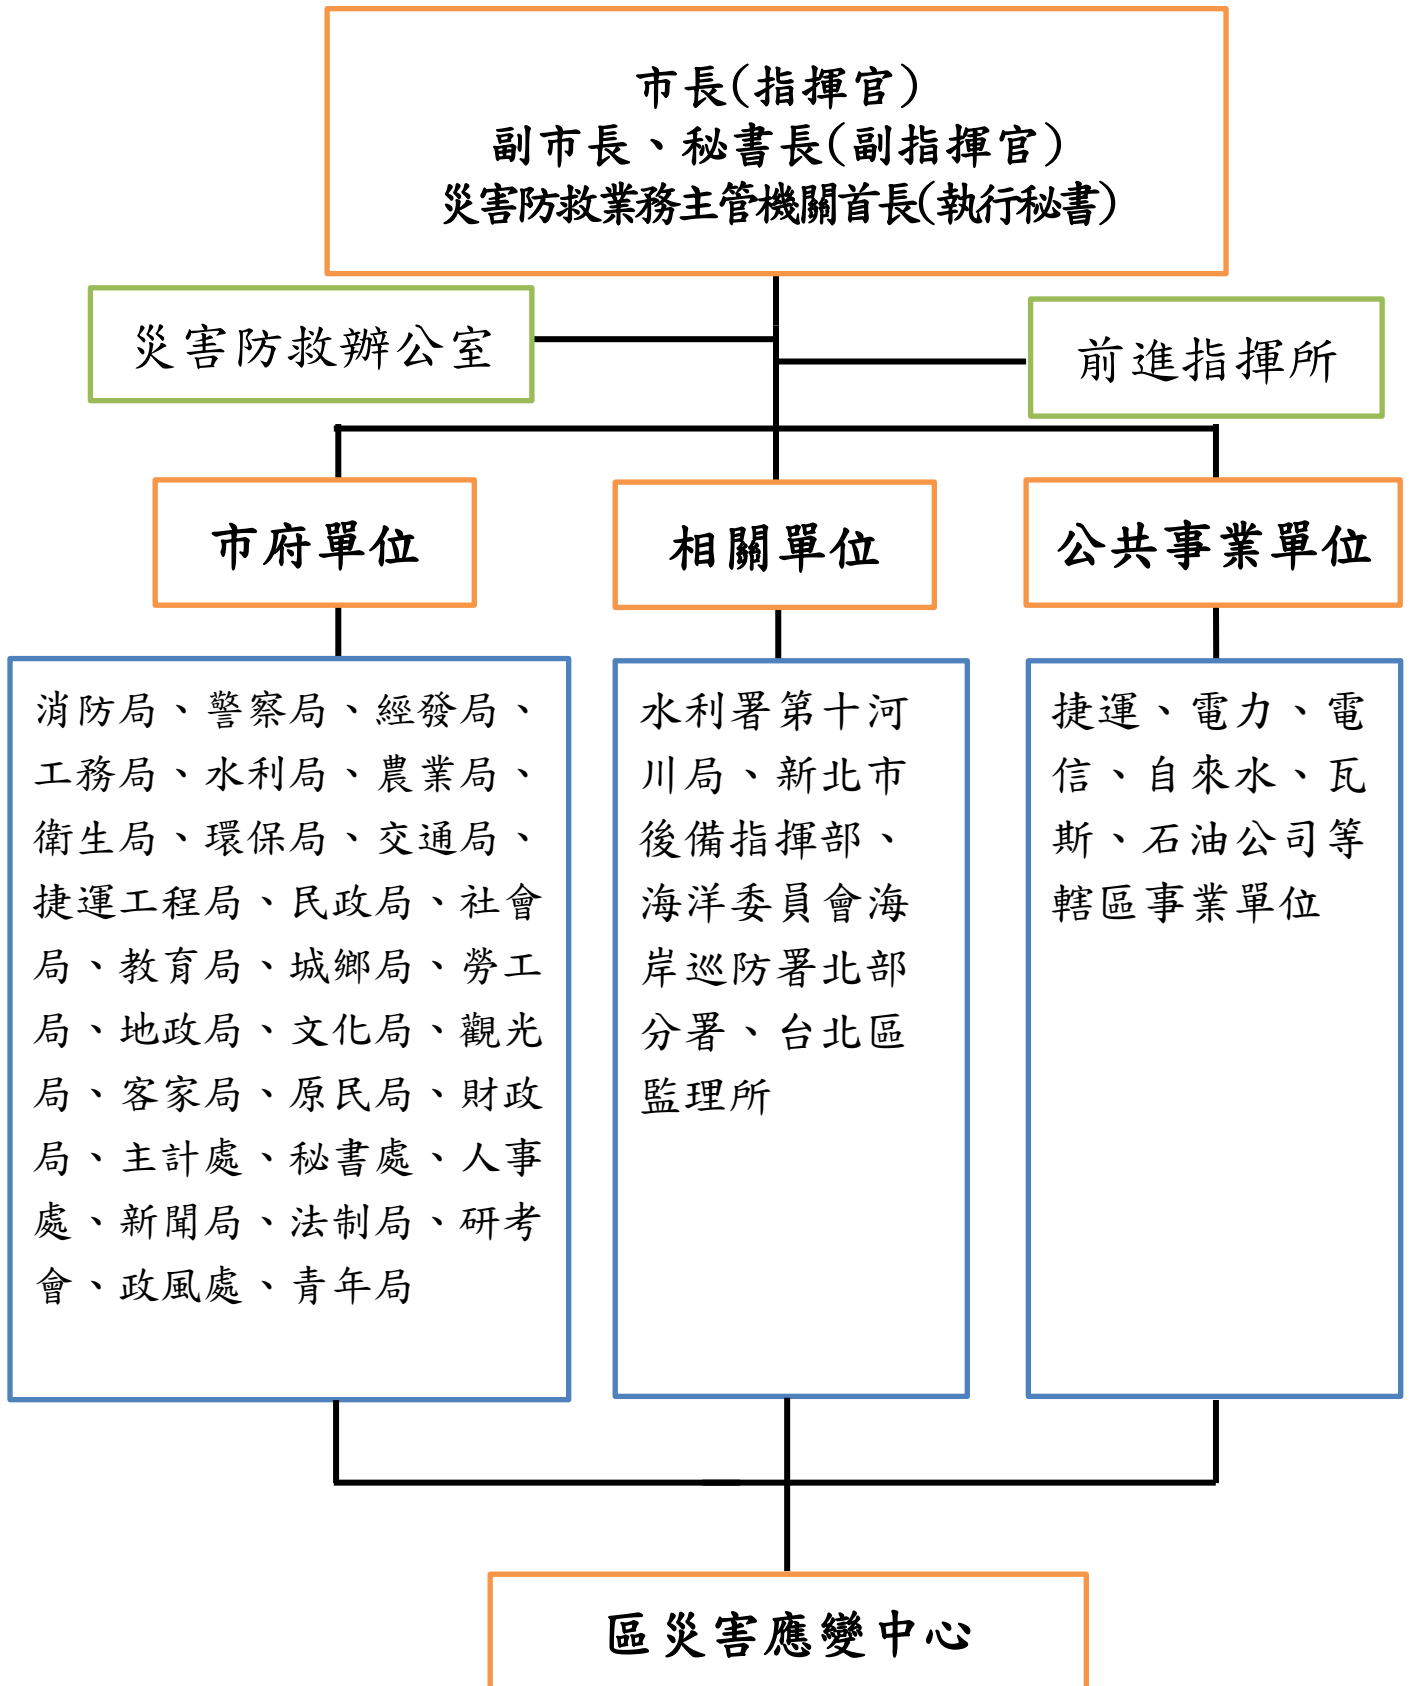 市長(指揮官)
副市長、秘書長(副指揮官)
災害防救業務主管機關首長(執行秘書)
災害防救辦公室
前進指揮所
市府單位
相關單位
公共事業單位
消防局、警察局、經發局、
工務局、水利局、農業局、
衛生局、環保局、交通局、
捷運工程局、民政局、社會
局、教育局、城鄉局、勞工
局、地政局、文化局、觀光
局、客家局、原民局、財政
局、主計處、秘書處、人事
處、新聞局、法制局、研考
會、政風處、青年局
水利署第十河
川局、新北市
後備指揮部、
海洋委員會海
岸巡防署北部
分署、台北區
監理所
捷運、電力、電
信、自來水、瓦
斯、石油公司等
轄區事業單位
區災害應變中心